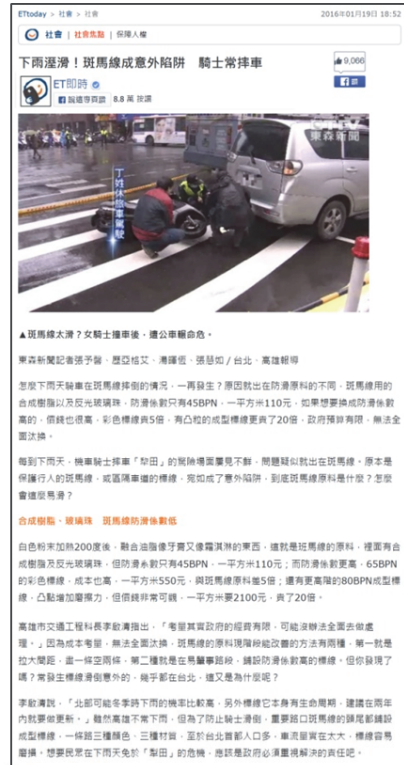 ETtoday > 社會 > 社會
2016年01月19日 18:52
社會 | 社會焦點 | 保障人權
下雨溼滑！斑馬線成意外陷阱 騎士常摔車
9,066
ET即時
8.8 萬 按讚
東森新聞
丁姓休旅車駕駛
▲斑馬線太滑？女騎士撞車後，遭公車輾命危。
東森新聞記者張予馨、歷亞格艾、湯暉恆、張慧如／台北、高雄報導
怎麼下雨天騎車在斑馬線摔倒的情況，一再發生？原因就出在防滑原料的不同，斑馬線用的
合成樹脂以及反光玻璃珠，防滑係數只有45BPN，一平方米110元，如果想要換成防滑係數
高的，價錢也很高，彩色標線貴5倍，有凸粒的成型標線更貴了20倍，政府預算有限，無法全
面汰換。
每到下雨天，機車騎士摔車「犁田」的驚險場面屢見不鮮，問題疑似就出在斑馬線。原本是
保護行人的斑馬線，或區隔車道的標線，宛如成了意外陷阱，到底斑馬線原料是什麼？怎麼
會這麼易滑？
合成樹脂、玻璃珠 斑馬線防滑係數低
白色粉末加熱200度後，融合油脂像牙膏又像霜淇淋的東西，這就是斑馬線的原料，裡面有合
成樹脂及反光玻璃珠，但防滑係數只有45BPN，一平方米110元；而防滑係數更高，65BPN
的彩色標線，成本也高，一平方米550元，與斑馬線原料差5倍；還有更高階的80BPN成型標
線，凸點增加磨擦力，但價錢非常可觀，一平方米要2100元，貴了20倍。
高雄市交通工程科長李啟清指出，「考量其實政府的經費有限，可能沒辦法全面去做處
理。」因為成本考量，無法全面汰換，斑馬線的原料現階段能改善的方法有兩種，第一就是
拉大間距，畫一條空兩條，第二種就是在易肇事路段，鋪設防滑係數高的標線。但你發現了
嗎？常發生標線滑倒意外的，幾乎都在台北，這又是為什麼呢？
李啟清說，「北部可能冬季時下雨的機率比較高，另外標線它本身有生命周期，建議在兩年
內就要做更新。」雖然高雄不常下雨，但為了防止騎士滑倒，重要路口斑馬線的頭尾都鋪設
成型標線，一條路三種顏色、三種材質，至於台北首都人口多，車流量實在太大，標線容易
磨損。想要民眾在下雨天免於「犁田」的危機，應該是政府必須重視解決的責任吧。